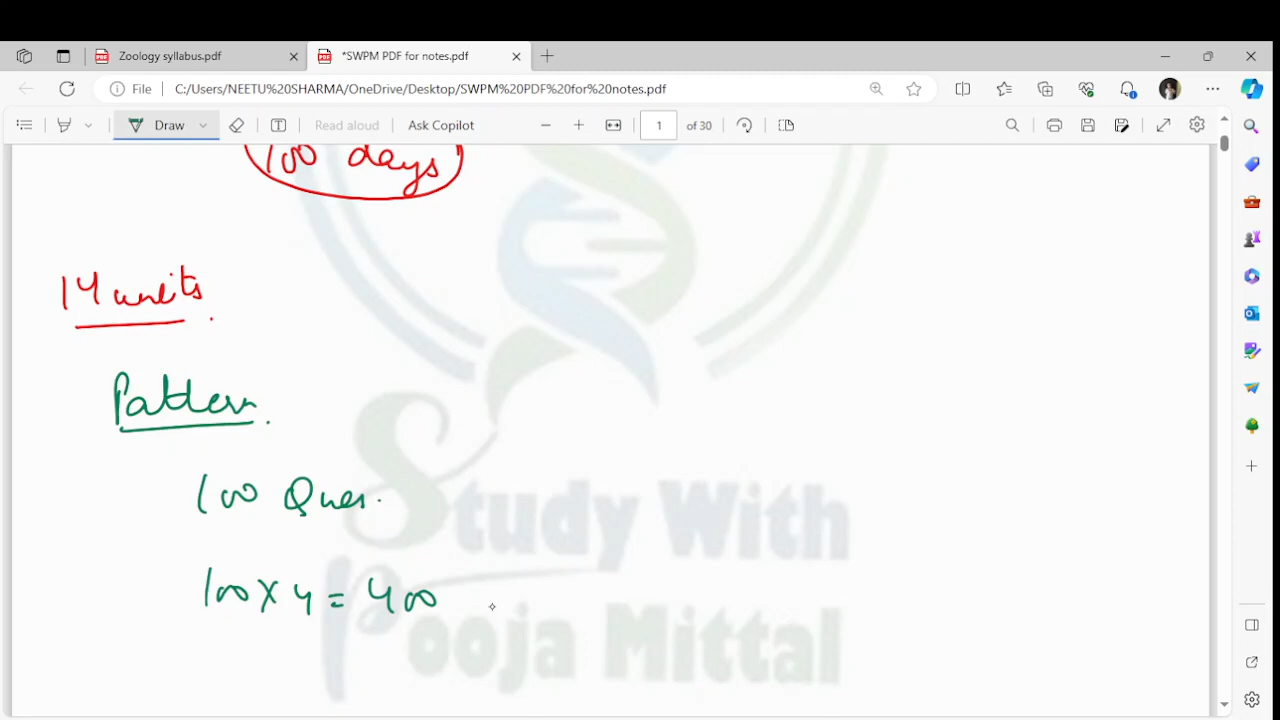 Zoology syllabus.pdf
*SWPM PDF for notes.pdf
File
C:/Users/NEETU%20SHARMA/OneDrive/Desktop/SWPM%20PDF%20for%20notes.pdf
Draw
Read aloud
Ask Copilot
1 of 30
100 days
14 units.
Pattern.
100 Ques.
100 X 4 = 400
Study With
Pooja Mittal